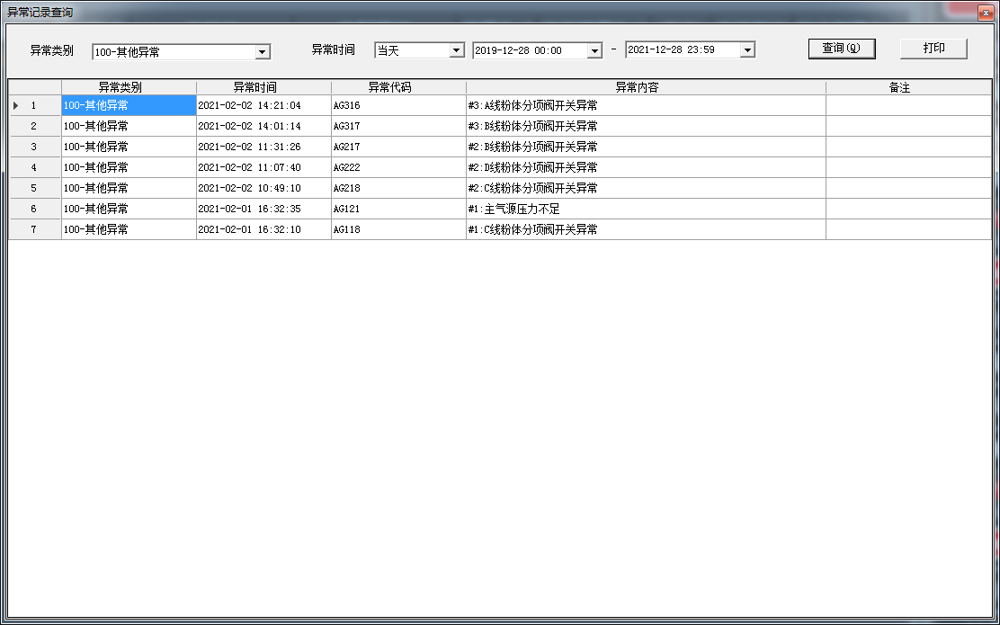 异常记录查询
异常类别 100-其他异常 异常时间 当天 2019-12-28 00:00 - 2021-12-28 23:59 查询(Q) 打印
异常类别 异常时间 异常代码 异常内容 备注
1 100-其他异常 2021-02-02 14:21:04 AG316 #3:A线粉体分项阀开关异常
2 100-其他异常 2021-02-02 14:01:14 AG317 #3:B线粉体分项阀开关异常
3 100-其他异常 2021-02-02 11:31:26 AG217 #2:B线粉体分项阀开关异常
4 100-其他异常 2021-02-02 11:07:40 AG222 #2:D线粉体分项阀开关异常
5 100-其他异常 2021-02-02 10:49:10 AG218 #2:C线粉体分项阀开关异常
6 100-其他异常 2021-02-01 16:32:35 AG121 #1:主气源压力不足
7 100-其他异常 2021-02-01 16:32:10 AG118 #1:C线粉体分项阀开关异常